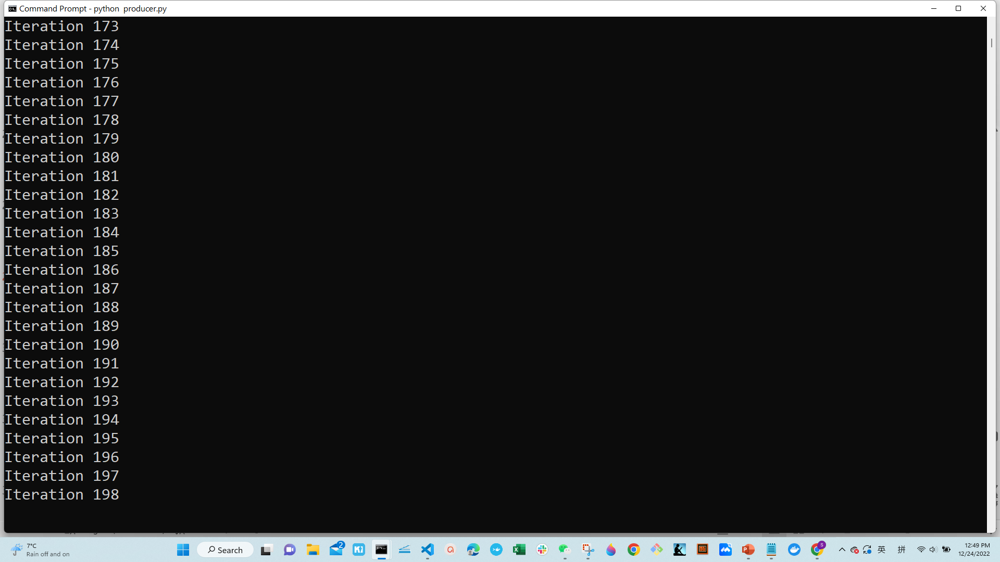 Command Prompt - python  producer.py
Iteration 173
Iteration 174
Iteration 175
Iteration 176
Iteration 177
Iteration 178
Iteration 179
Iteration 180
Iteration 181
Iteration 182
Iteration 183
Iteration 184
Iteration 185
Iteration 186
Iteration 187
Iteration 188
Iteration 189
Iteration 190
Iteration 191
Iteration 192
Iteration 193
Iteration 194
Iteration 195
Iteration 196
Iteration 197
Iteration 198
7°C
Rain off and on
Search
2
S
英
拼
12:49 PM
12/24/2022